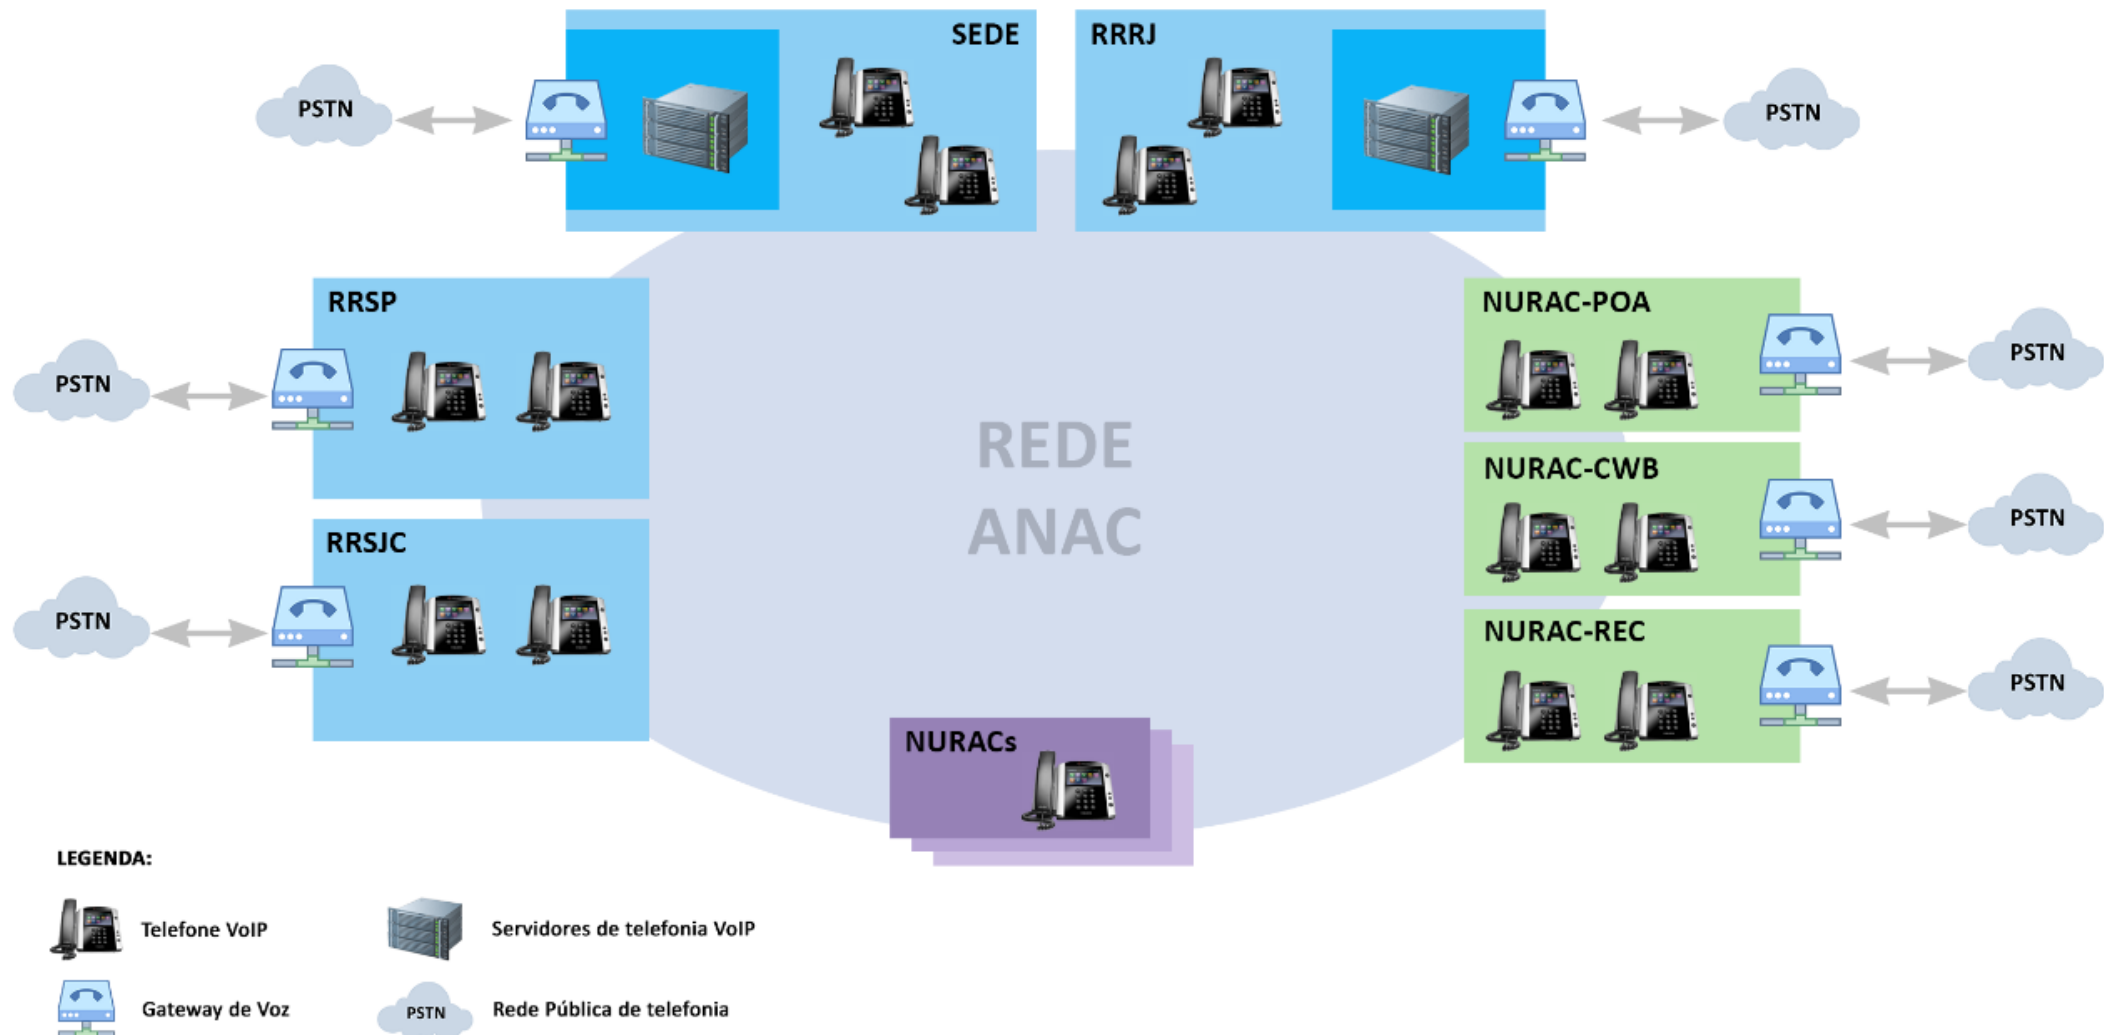 SEDE
RRRJ
PSTN
PSTN
RRSP
NURAC-POA
PSTN
PSTN
REDE
ANAC
NURAC-CWB
PSTN
RRSJC
PSTN
NURAC-REC
PSTN
NURACs
LEGENDA:
Telefone VoIP
Servidores de telefonia VoIP
Gateway de Voz
PSTN
Rede Pública de telefonia